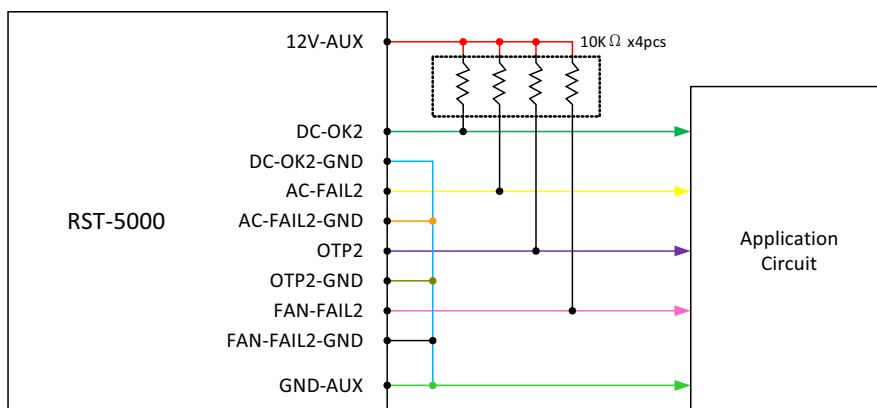 12V-AUX
10KΩ x4pcs
DC-OK2
DC-OK2-GND
AC-FAIL2
RST-5000
AC-FAIL2-GND
OTP2
Application
Circuit
OTP2-GND
FAN-FAIL2
FAN-FAIL2-GND
GND-AUX